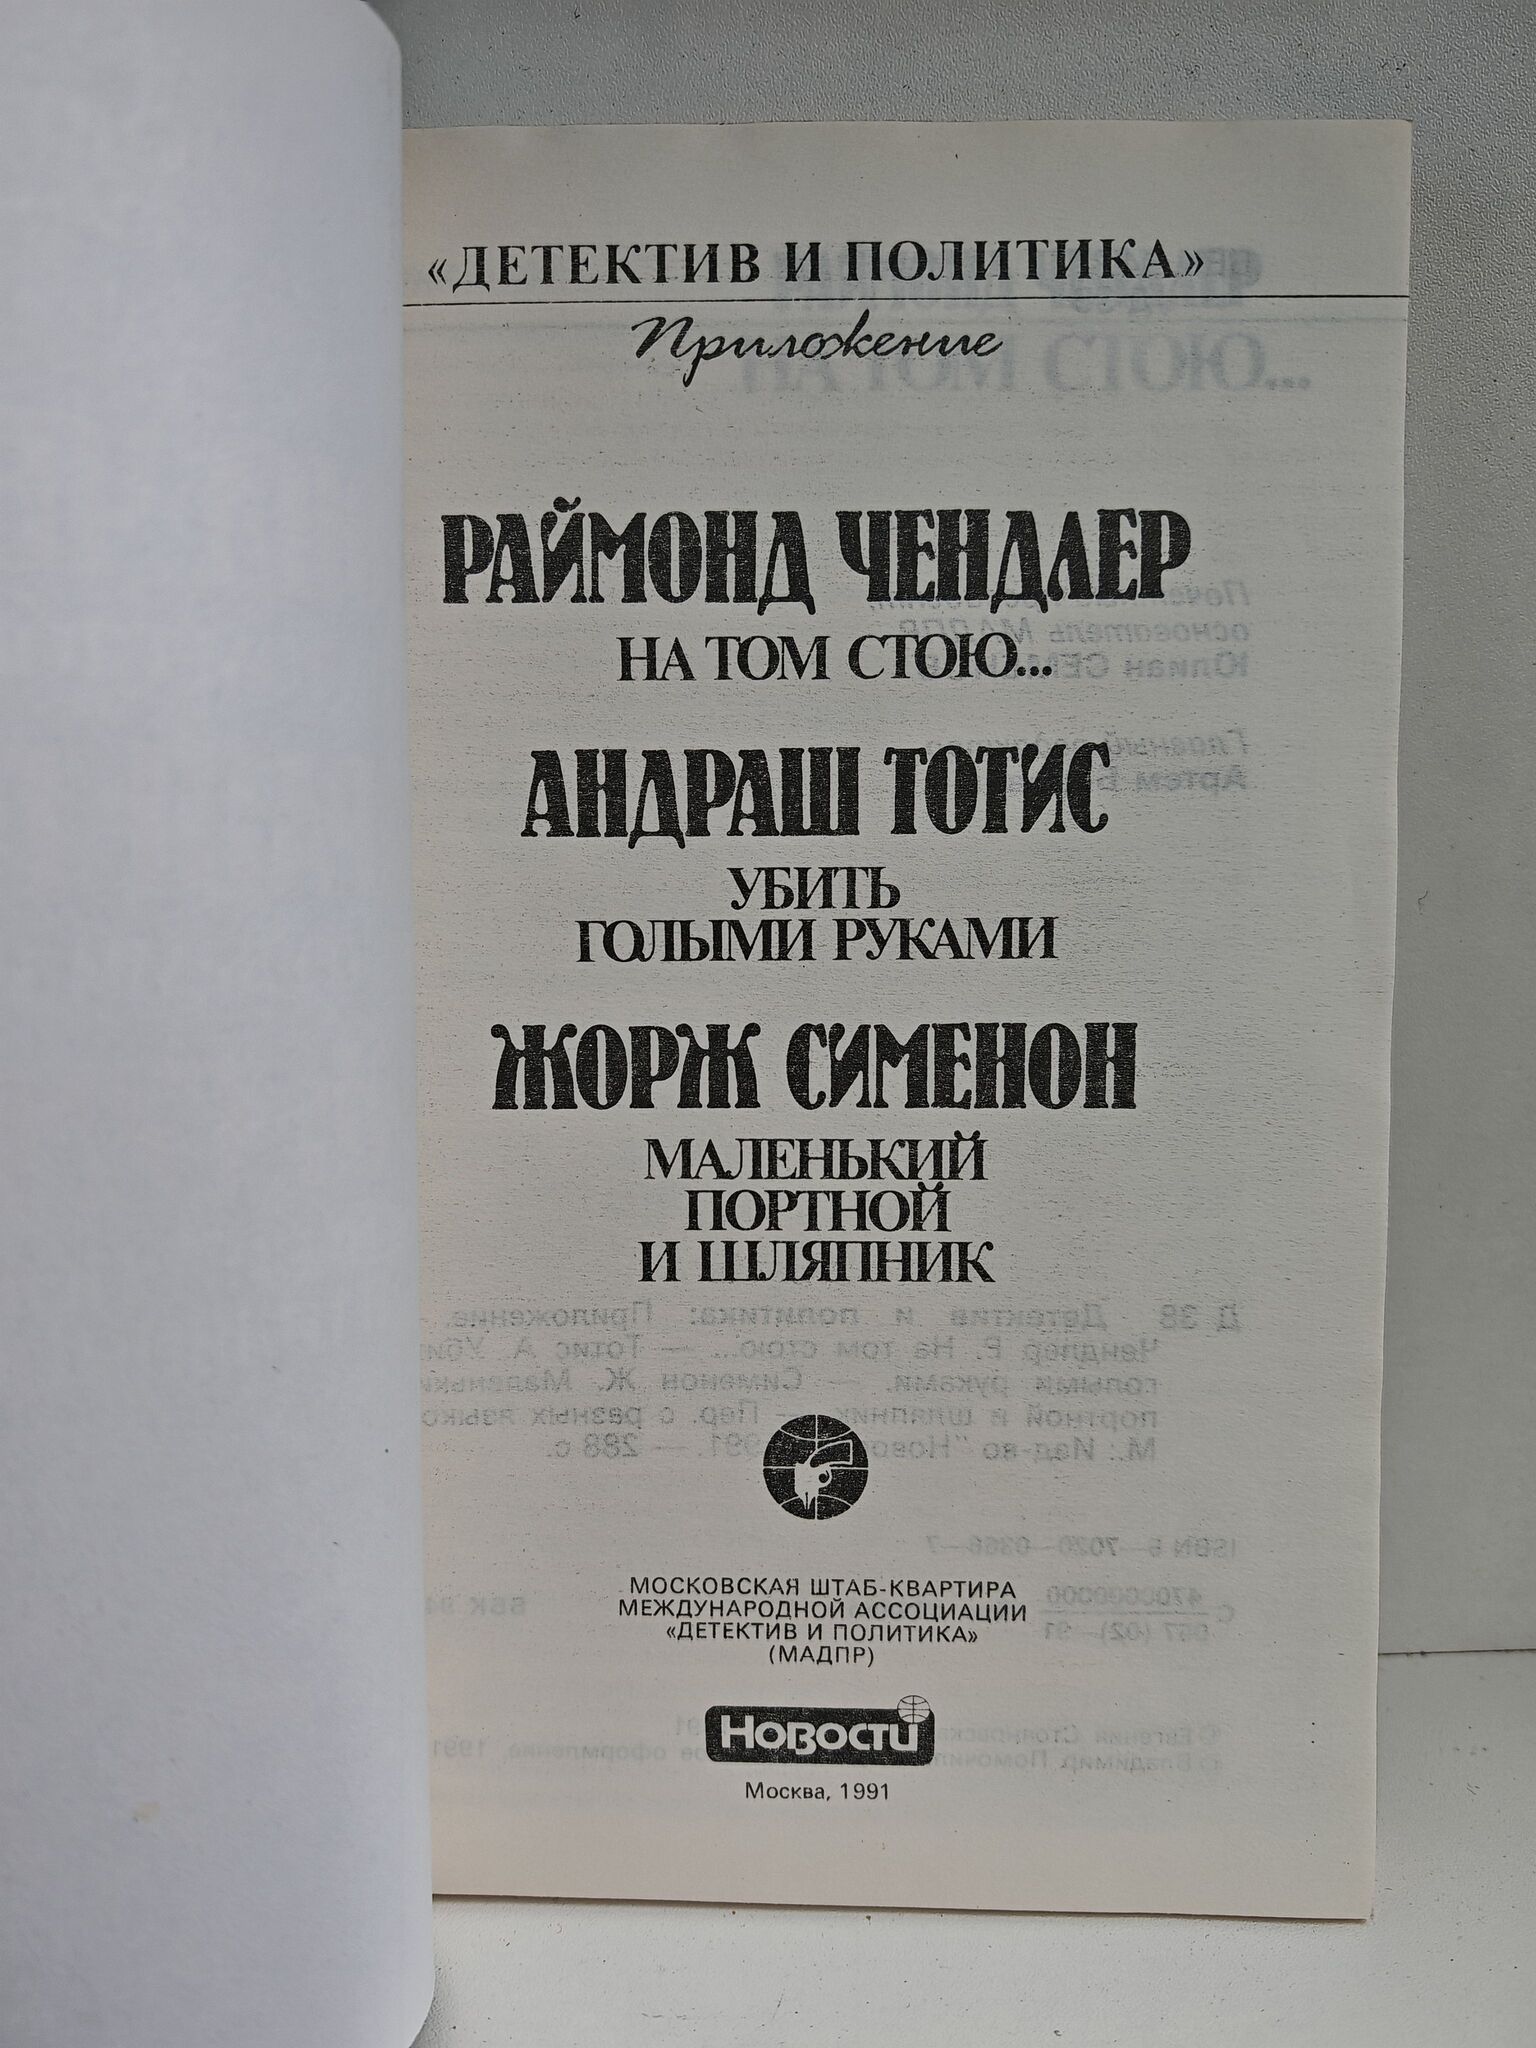 «ДЕТЕКТИВ И ПОЛИТИКА»
Приложение
РАЙМОНД ЧЕНДЛЕР
НА ТОМ СТОЮ...
АНДРАШ ТОТИС
УБИТЬ
ГОЛЫМИ РУКАМИ
ЖОРЖ СИМЕНОН
МАЛЕНЬКИЙ
ПОРТНОЙ
И ШЛЯПНИК
МОСКОВСКАЯ ШТАБ-КВАРТИРА
МЕЖДУНАРОДНОЙ АССОЦИАЦИИ
«ДЕТЕКТИВ И ПОЛИТИКА»
(МАДПР)
НОВОСТИ
Москва, 1991